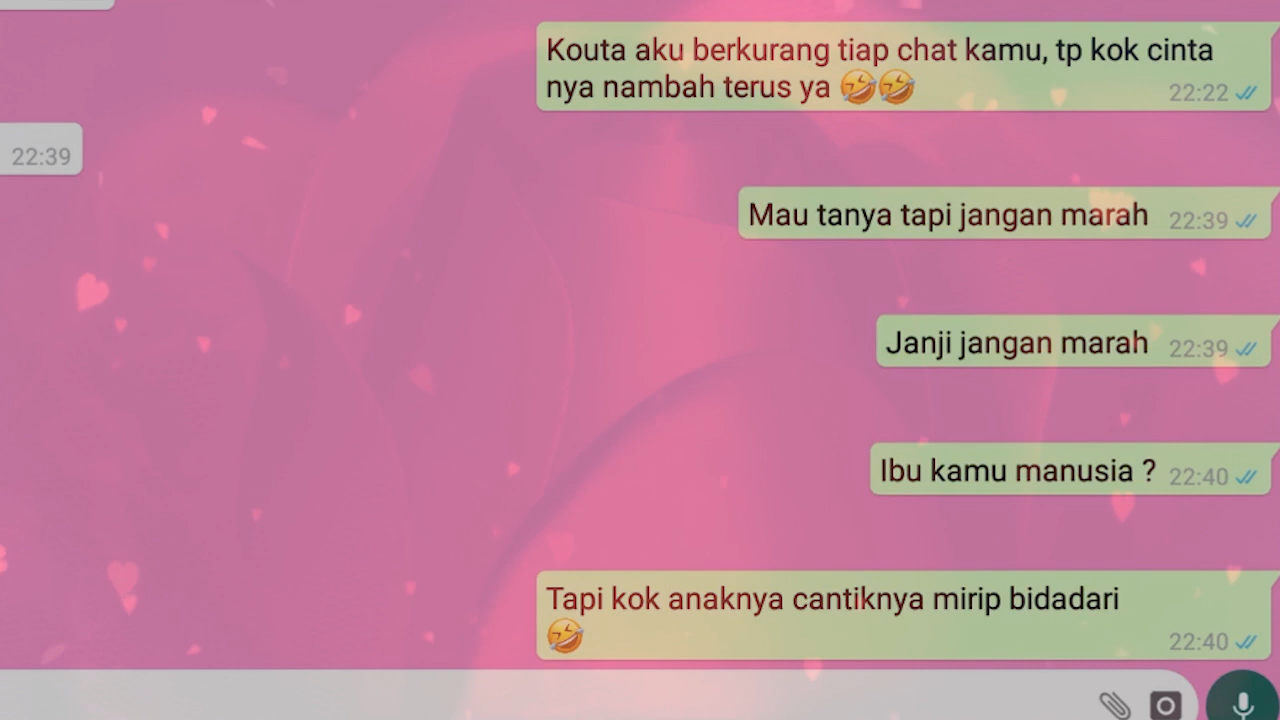 Kouta aku berkurang tiap chat kamu, tp kok cinta
nya nambah terus ya 🤣🤣
22:22
22:39
Mau tanya tapi jangan marah 22:39
Janji jangan marah 22:39
Ibu kamu manusia ? 22:40
Tapi kok anaknya cantiknya mirip bidadari
🤣
22:40